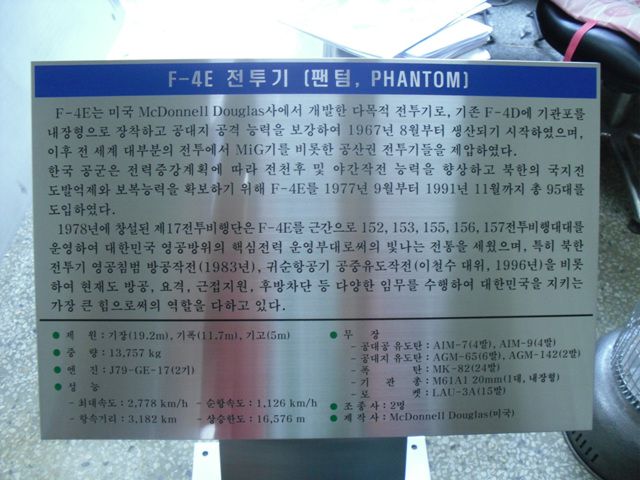 F-4E 전투기 (팬텀, PHANTOM)
F-4E는 미국 McDonnell Douglas사에서 개발한 다목적 전투기로, 기존 F-4D에 기관포를
내장형으로 장착하고 공대지 공격 능력을 보강하여 1967년 8월부터 생산되기 시작하였으며,
이후 전 세계 대부분의 전투에서 MiG기를 비롯한 공산권 전투기들을 제압하였다.
한국 공군은 전력증강계획에 따라 전천후 및 야간작전 능력을 향상하고 북한의 국지전
도발억제와 보복능력을 확보하기 위해 F-4E를 1977년 9월부터 1991년 11월까지 총 95대를
도입하였다.
1978년에 창설된 제17전투비행단은 F-4E를 근간으로 152, 153, 155, 156, 157전투비행대대를
운영하여 대한민국 영공방위의 핵심전력 운영부대로써의 빛나는 전통을 세웠으며, 특히 북한
전투기 영공침범 방공작전(1983년), 귀순항공기 공중유도작전(이철수 대위, 1996년)을 비롯
하여 현재도 방공, 요격, 근접지원, 후방차단 등 다양한 임무를 수행하여 대한민국을 지키는
가장 큰 힘으로써의 역할을 다하고 있다.
● 제 원 : 기장(19.2m), 기폭(11.7m), 기고(5m)
● 중 량 : 13,757 kg
● 엔 진 : J79-GE-17(2기)
● 성 능
- 최대속도 : 2,778 km/h - 순항속도 : 1,126 km/h
- 항속거리 : 3,182 km - 상승한도 : 16,576 m
● 무 장
- 공대공 유도탄 : AIM-7(4발), AIM-9(4발)
- 공대지 유도탄 : AGM-65(6발), AGM-142(2발)
- 폭 탄 : MK-82(24발)
- 기 관 총 : M61A1 20mm(1대, 내장형)
- 로 켓 : LAU-3A(15발)
● 조종사 : 2명
● 제작사 : McDonnell Douglas(미국)